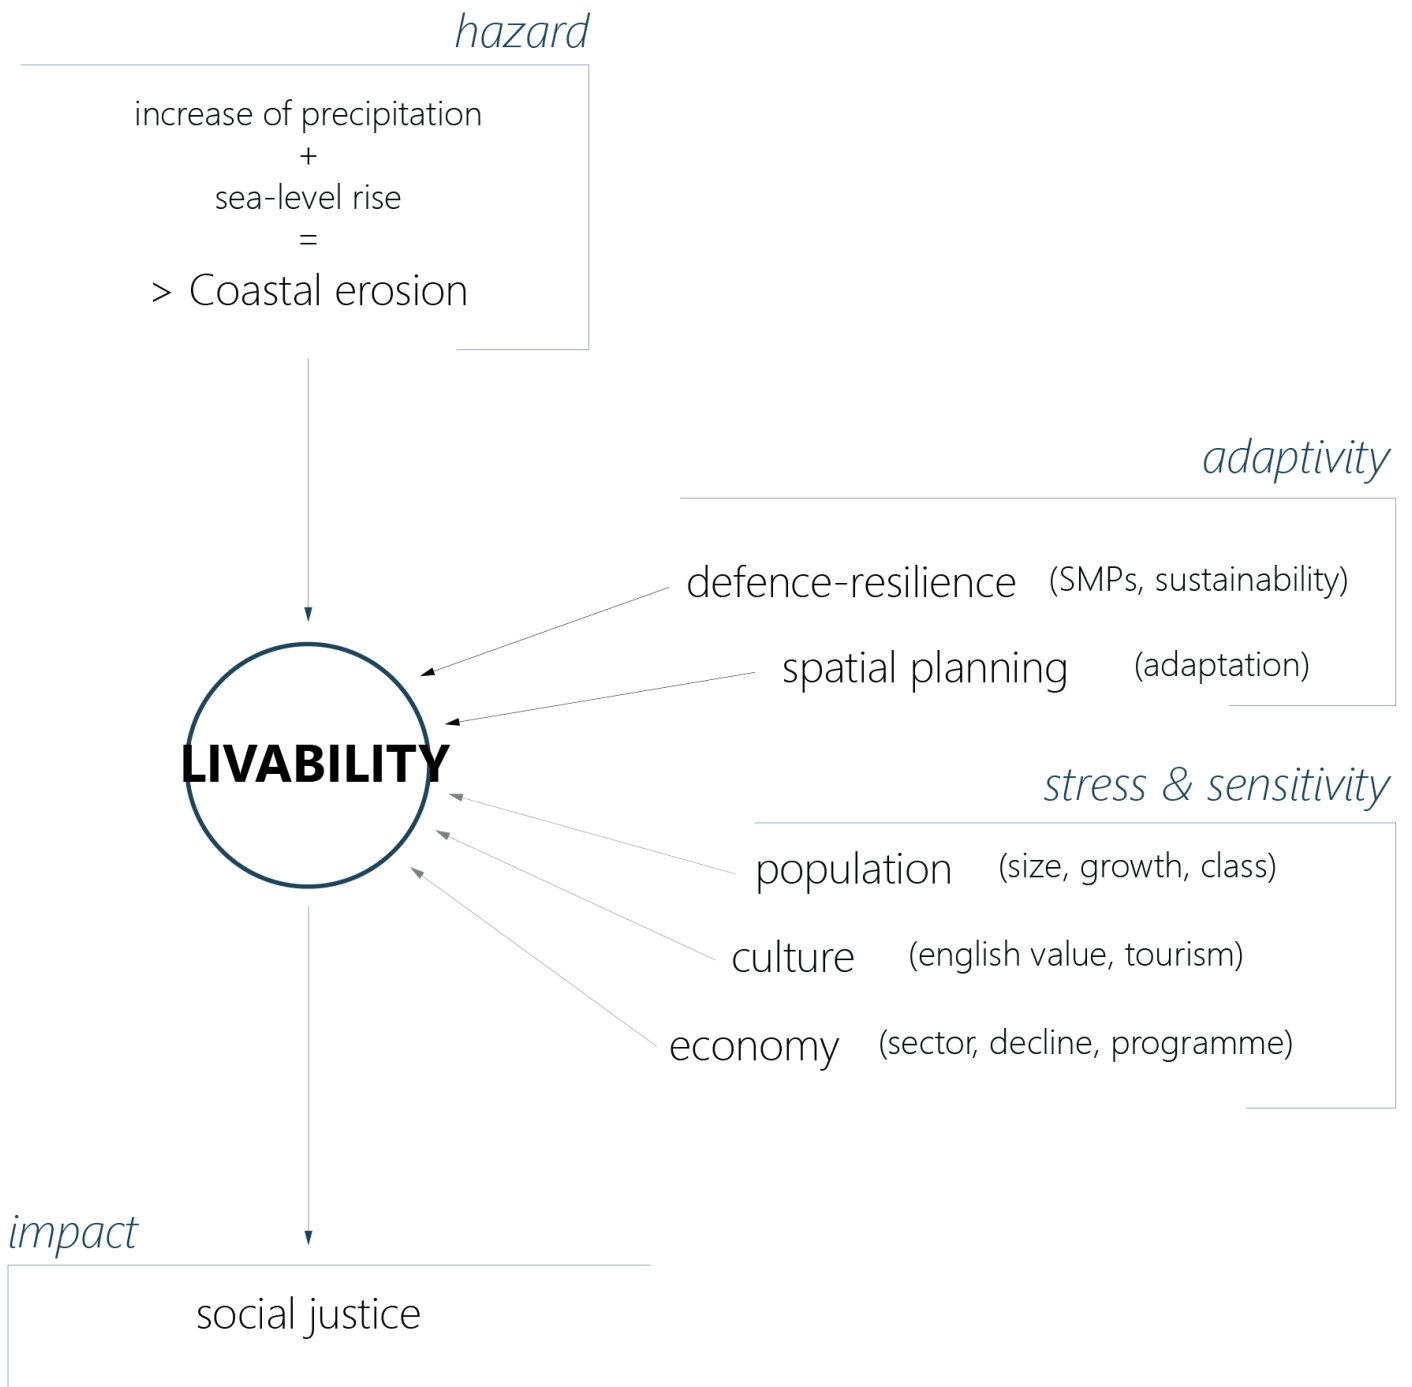 hazard
increase of precipitation
+
sea-level rise
=
> Coastal erosion
adaptivity
defence-resilience (SMPs, sustainability)
spatial planning (adaptation)
LIVABILITY
stress & sensitivity
population (size, growth, class)
culture (english value, tourism)
economy (sector, decline, programme)
impact
social justice